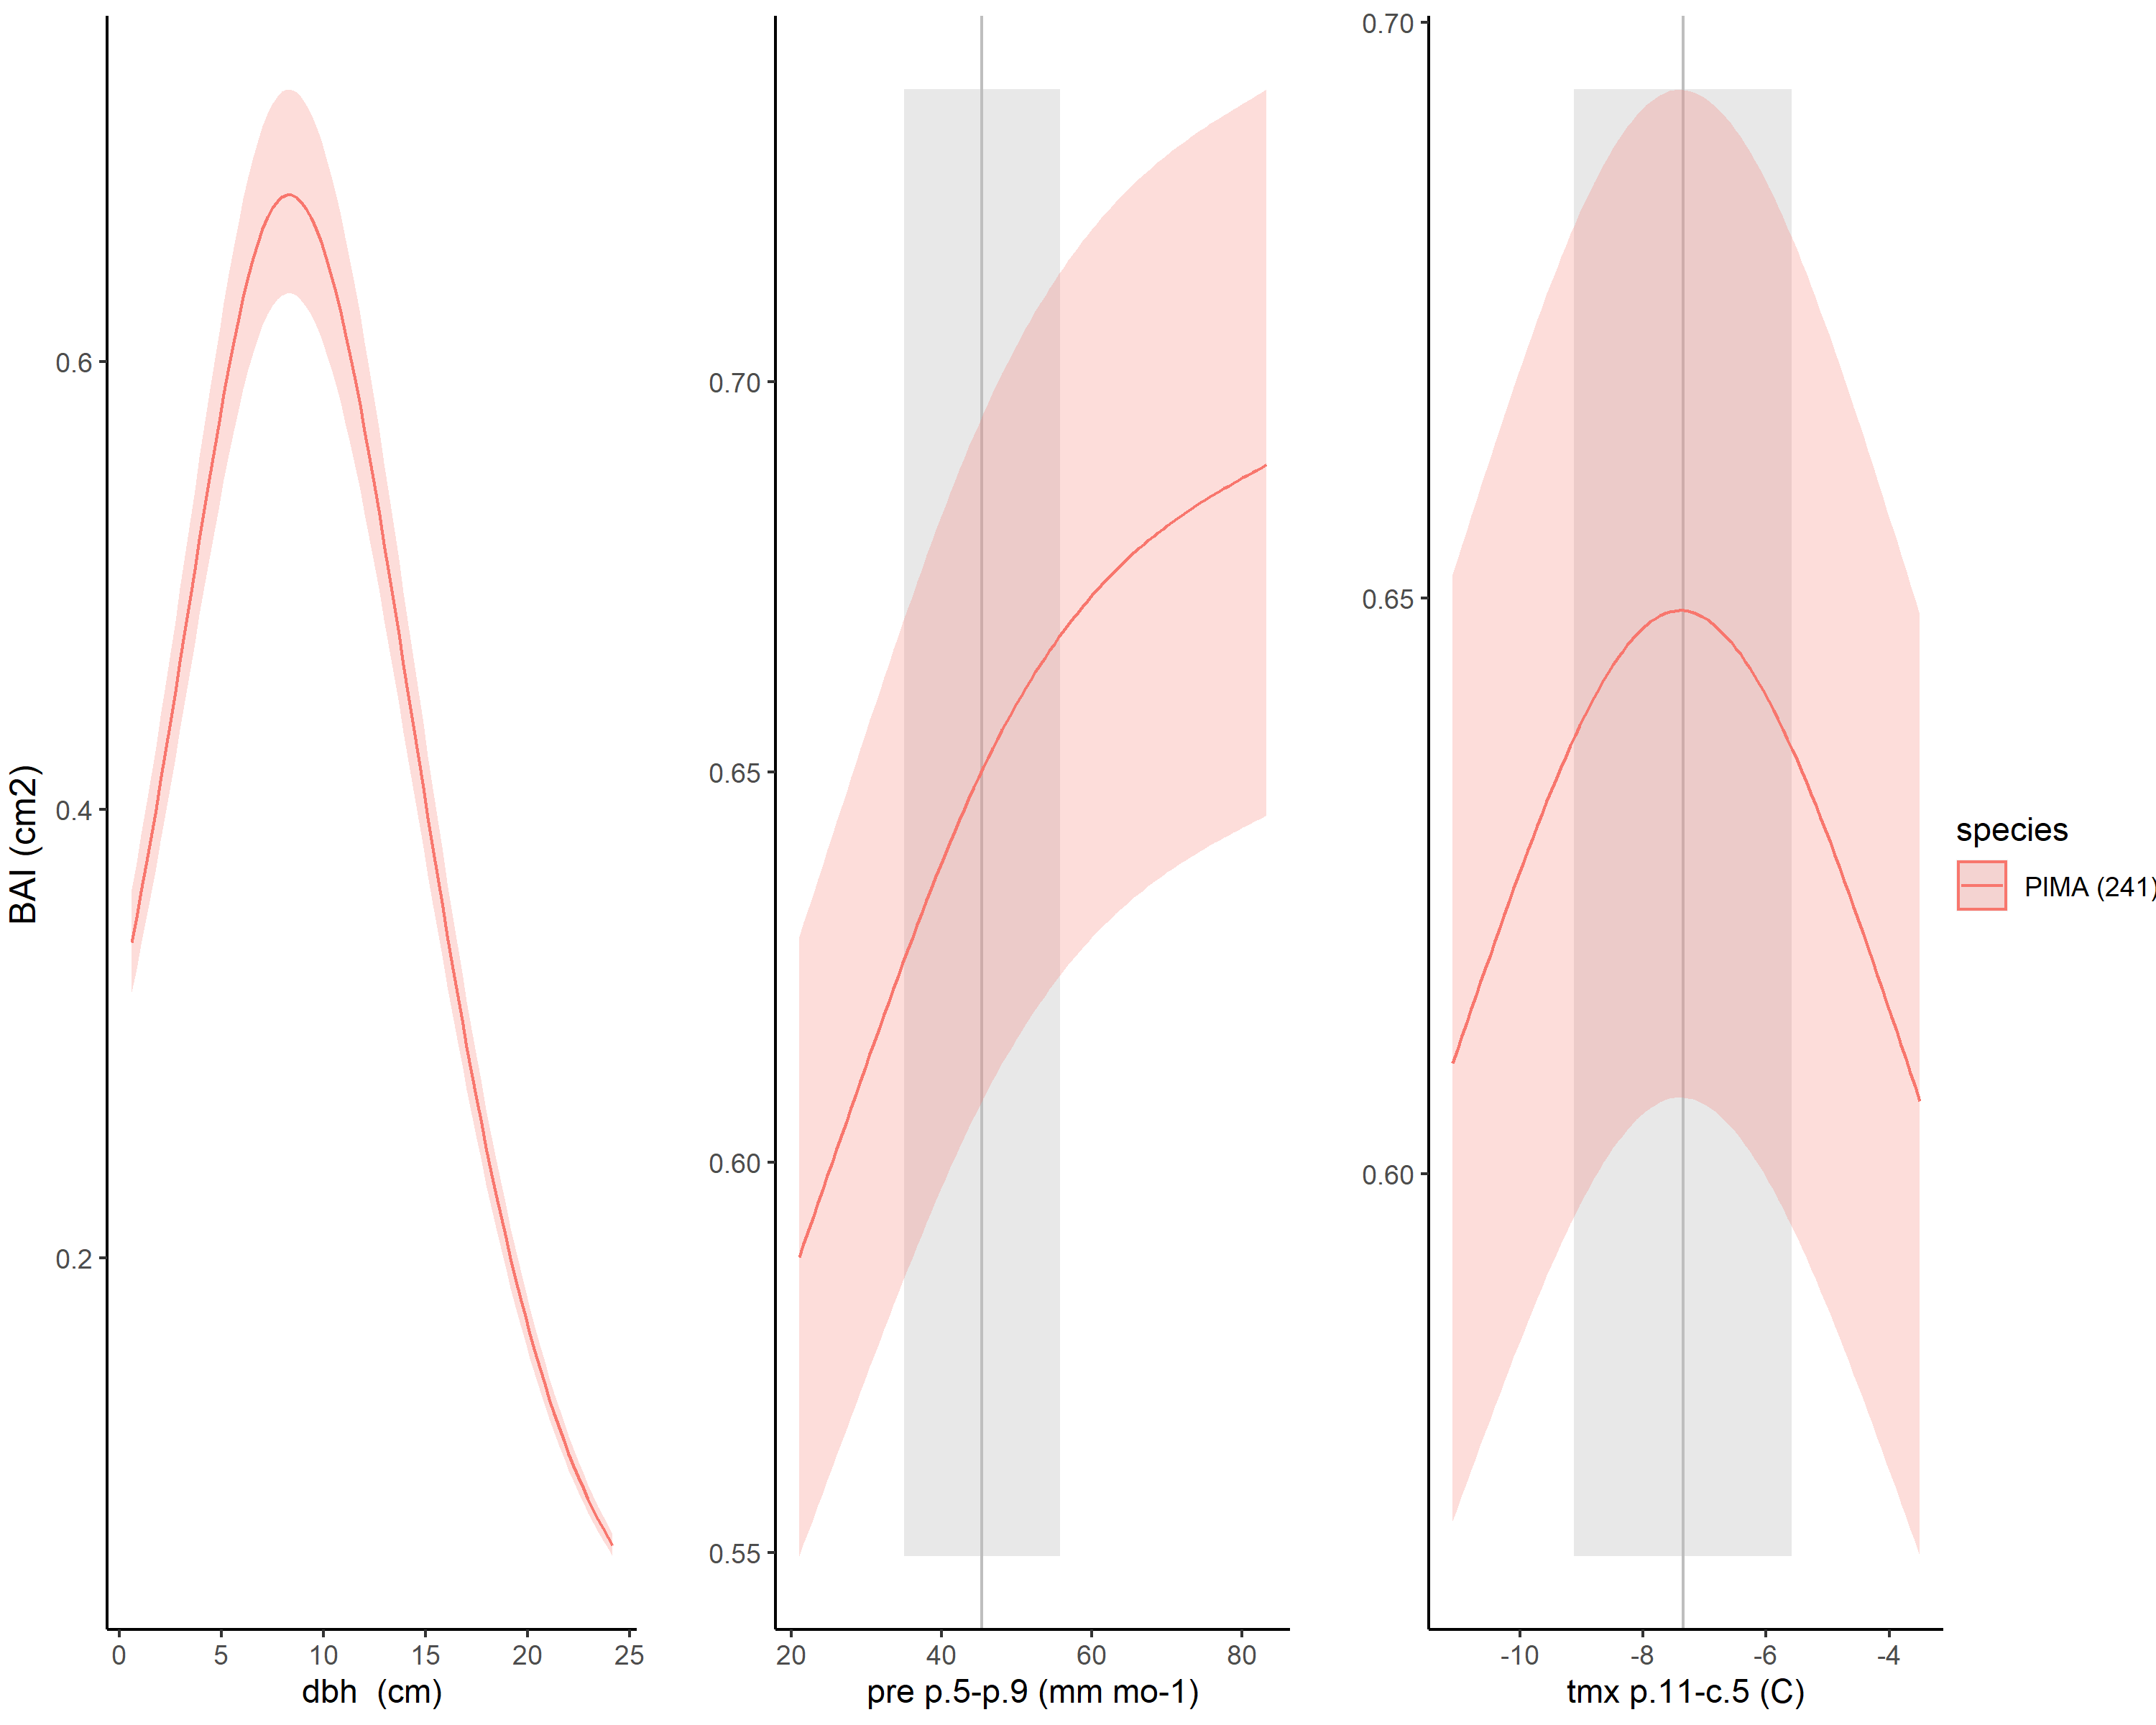 BAI (cm2)
0.6
0.4
0.2
0 5 10 15 20 25
dbh (cm)
0.70
0.65
0.60
0.55
20 40 60 80
pre p.5-p.9 (mm mo-1)
0.70
0.65
0.60
-10 -8 -6 -4
tmx p.11-c.5 (C)
species
PIMA (241)